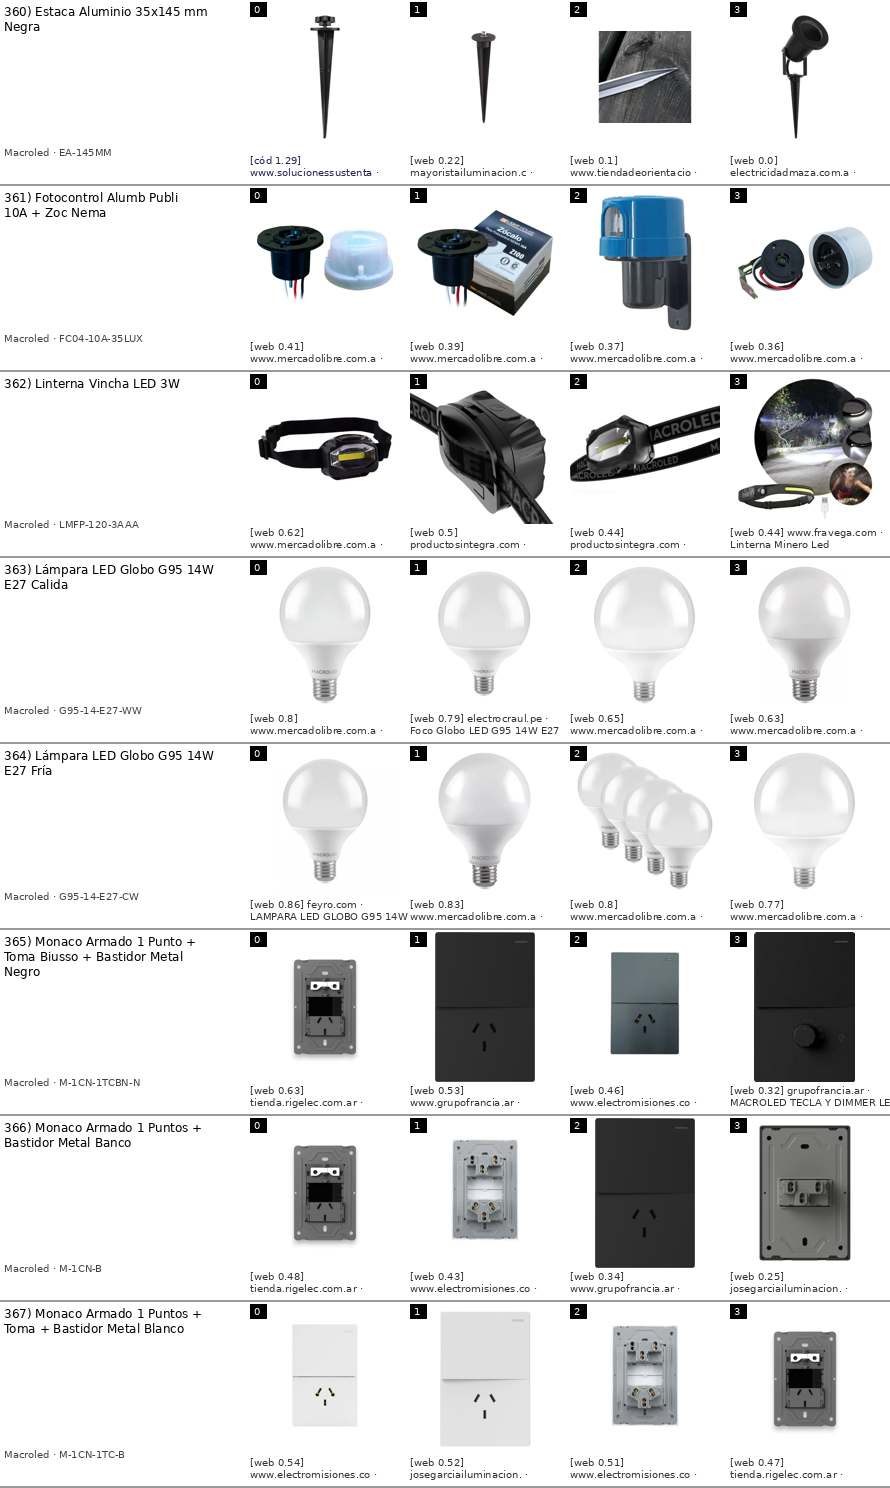 360) Estaca Aluminio 35x145 mm
Negra
Macroled · EA-145MM
0
[cód 1.29]
www.solucionessustenta ·
1
[web 0.22]
mayoristailuminacion.c ·
2
[web 0.1]
www.tiendadeorientacio ·
3
[web 0.0]
electricidadmaza.com.a ·
361) Fotocontrol Alumb Publi
10A + Zoc Nema
Macroled · FC04-10A-35LUX
0
[web 0.41]
www.mercadolibre.com.a ·
1
Zócalo
2100
[web 0.39]
www.mercadolibre.com.a ·
2
[web 0.37]
www.mercadolibre.com.a ·
3
[web 0.36]
www.mercadolibre.com.a ·
362) Linterna Vincha LED 3W
Macroled · LMFP-120-3AAA
0
[web 0.62]
www.mercadolibre.com.a ·
1
[web 0.5]
productosintegra.com ·
2
MACROLED
MACROLED
[web 0.44]
productosintegra.com ·
3
[web 0.44] www.fravega.com ·
Linterna Minero Led
363) Lámpara LED Globo G95 14W
E27 Calida
Macroled · G95-14-E27-WW
0
MACROLED
[web 0.8]
www.mercadolibre.com.a ·
1
MACROLED
[web 0.79] electrocraul.pe ·
Foco Globo LED G95 14W E27
2
[web 0.65]
www.mercadolibre.com.a ·
3
MACROLED
[web 0.63]
www.mercadolibre.com.a ·
364) Lámpara LED Globo G95 14W
E27 Fría
Macroled · G95-14-E27-CW
0
MACROLED
[web 0.86] feyro.com ·
LAMPARA LED GLOBO G95 14W
1
MACROLED
[web 0.83]
www.mercadolibre.com.a ·
2
[web 0.8]
www.mercadolibre.com.a ·
3
[web 0.77]
www.mercadolibre.com.a ·
365) Monaco Armado 1 Punto +
Toma Biusso + Bastidor Metal
Negro
Macroled · M-1CN-1TCBN-N
0
[web 0.63]
tienda.rigelec.com.ar ·
1
[web 0.53]
www.grupofrancia.ar ·
2
[web 0.46]
www.electromisiones.co ·
3
[web 0.32] grupofrancia.ar ·
MACROLED TECLA Y DIMMER LE
366) Monaco Armado 1 Puntos +
Bastidor Metal Banco
Macroled · M-1CN-B
0
[web 0.48]
tienda.rigelec.com.ar ·
1
[web 0.43]
www.electromisiones.co ·
2
[web 0.34]
www.grupofrancia.ar ·
3
[web 0.25]
josegarciailuminacion. ·
367) Monaco Armado 1 Puntos +
Toma + Bastidor Metal Blanco
Macroled · M-1CN-1TC-B
0
[web 0.54]
www.electromisiones.co ·
1
[web 0.52]
josegarciailuminacion. ·
2
[web 0.51]
www.electromisiones.co ·
3
[web 0.47]
tienda.rigelec.com.ar ·